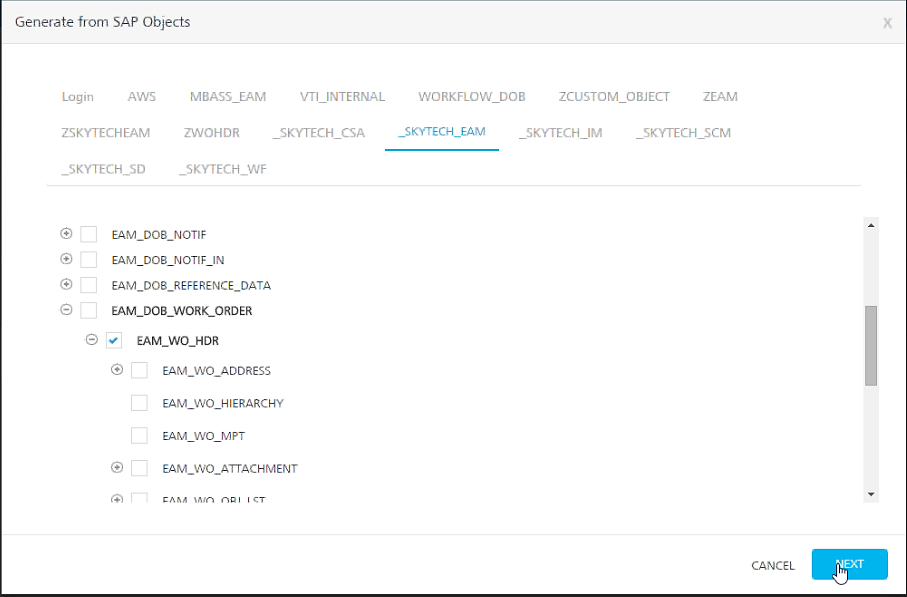 Generate from SAP Objects
X
Login AWS MBASS_EAM VTI_INTERNAL WORKFLOW_DOB ZCUSTOM_OBJECT ZEAM
ZSKYTECHEAM ZWOHDR _SKYTECH_CSA _SKYTECH_EAM _SKYTECH_IM _SKYTECH_SCM
_SKYTECH_SD _SKYTECH_WF
EAM_DOB_NOTIF
EAM_DOB_NOTIF_IN
EAM_DOB_REFERENCE_DATA
EAM_DOB_WORK_ORDER
EAM_WO_HDR
EAM_WO_ADDRESS
EAM_WO_HIERARCHY
EAM_WO_MPT
EAM_WO_ATTACHMENT
EAM_WO_OBJ_LST
CANCEL NEXT